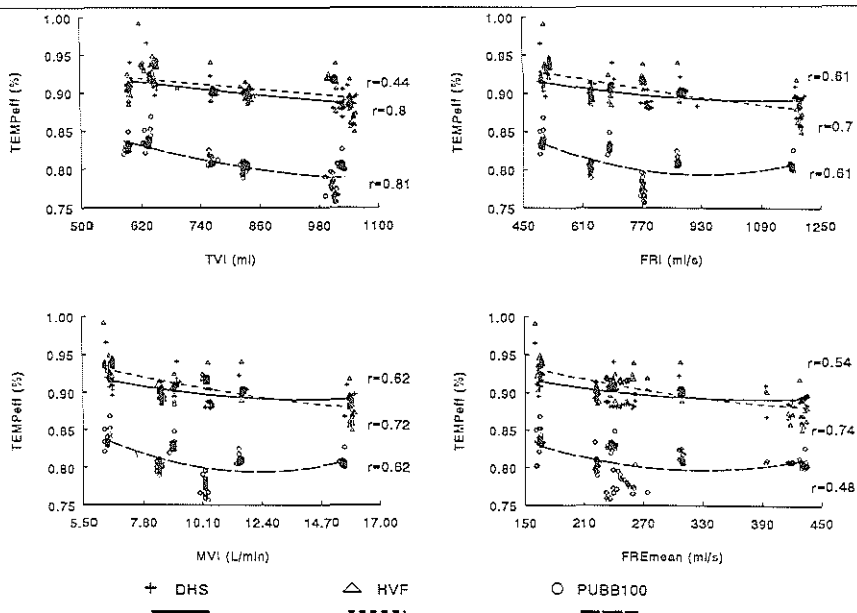 1.00
0.95
0.90
0.85
0.80
0.75
TEMPeff (%)
r=0.44
r=0.8
r=0.81
500 620 740 860 980 1100
TVI (ml)
1.00
0.95
0.90
0.85
0.80
0.75
TEMPeff (%)
r=0.61
r=0.7
r=0.61
450 610 770 930 1090 1250
FRI (ml/s)
1.00
0.95
0.90
0.85
0.80
0.75
TEMPeff (%)
r=0.62
r=0.72
r=0.62
5.50 7.80 10.10 12.40 14.70 17.00
MVI (L/min)
1.00
0.95
0.90
0.85
0.80
0.75
TEMPeff (%)
r=0.54
r=0.74
r=0.48
150 210 270 330 390 450
FREmean (ml/s)
+ DHS △ HVF ○ PUBB100